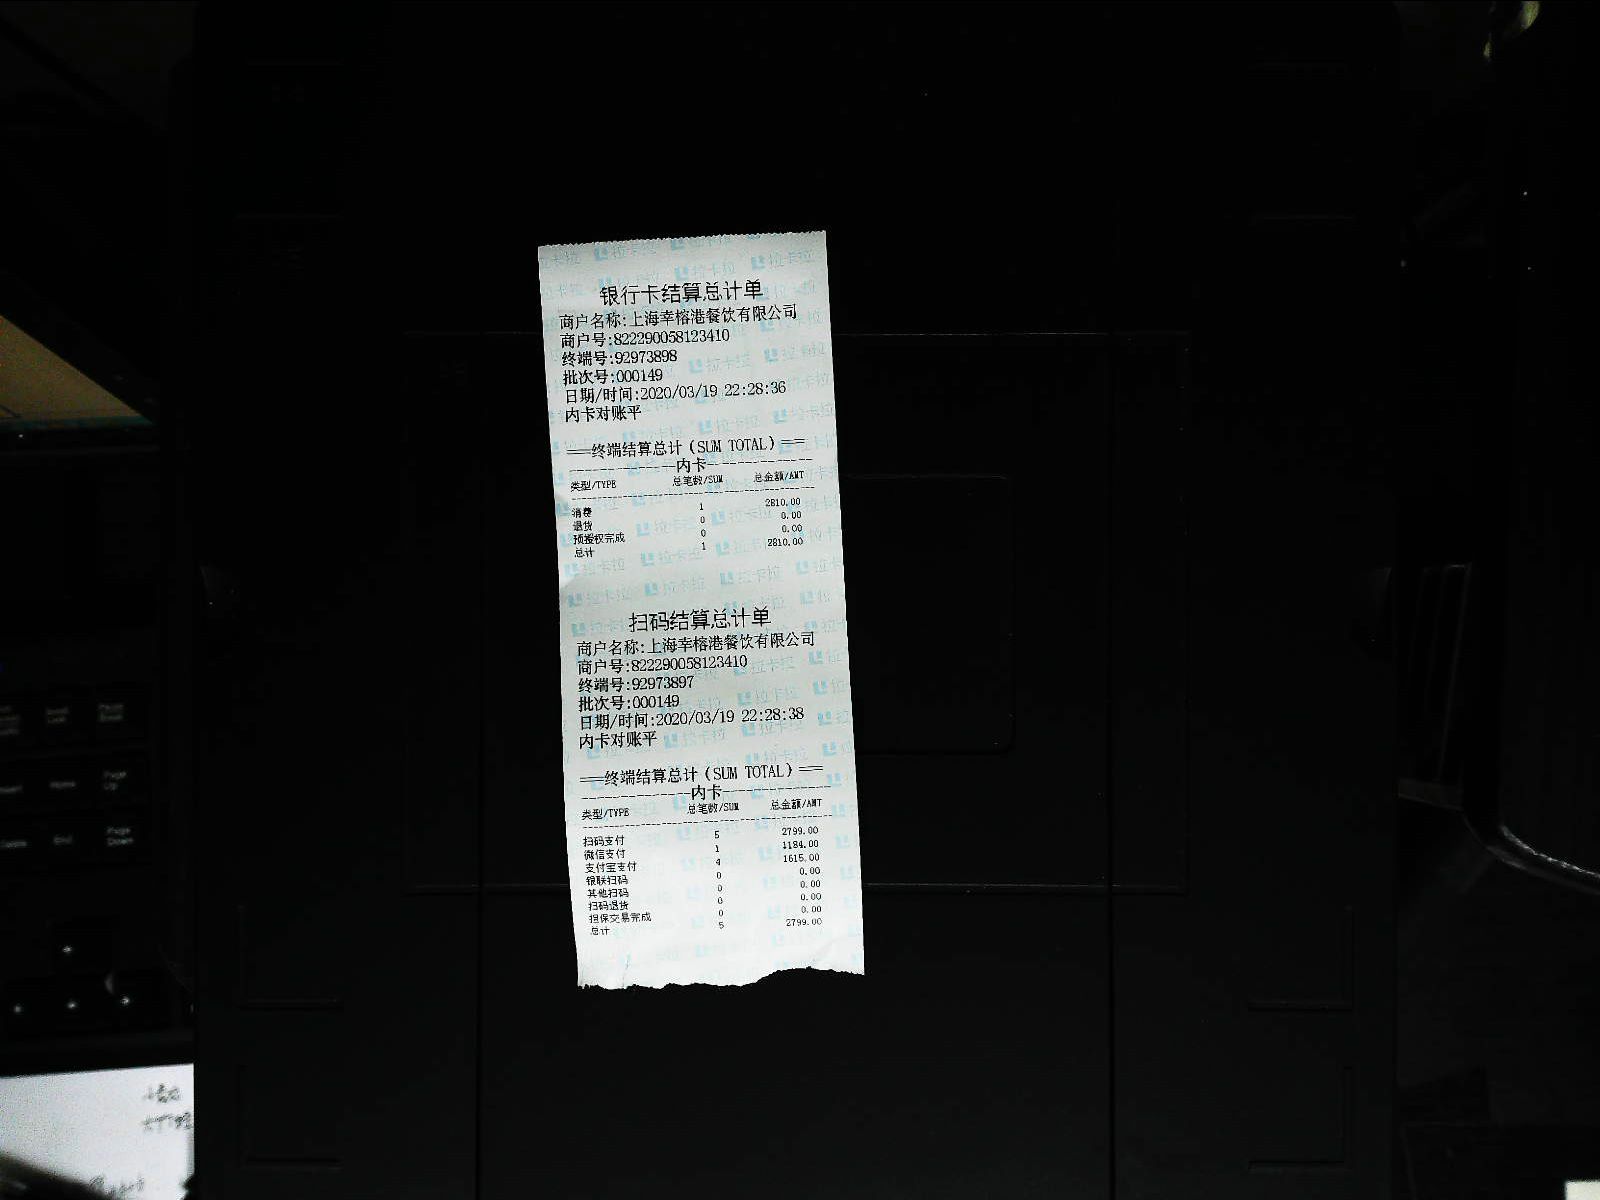 银行卡结算总计单
商户名称:上海幸榕港餐饮有限公司
商户号:822290058123410
终端号:92973898
批次号:000149
日期/时间:2020/03/19 22:28:36
内卡对账平
===终端结算总计(SUM TOTAL)===
内卡
类型/TYPE 总笔数/SUM 总金额/AMT
消费 1 2810.00
退货 0 0.00
预授权完成 0 0.00
总计 1 2810.00
扫码结算总计单
商户名称:上海幸榕港餐饮有限公司
商户号:822290058123410
终端号:92973897
批次号:000149
日期/时间:2020/03/19 22:28:38
内卡对账平
===终端结算总计(SUM TOTAL)===
内卡
类型/TYPE 总笔数/SUM 总金额/AMT
扫码支付 5 2799.00
微信支付 1 1184.00
支付宝支付 4 1615.00
银联扫码 0 0.00
其他扫码 0 0.00
扫码退货 0 0.00
担保交易完成 0 0.00
总计 5 2799.00
拉卡拉
Home
Page Up
End
Page Down